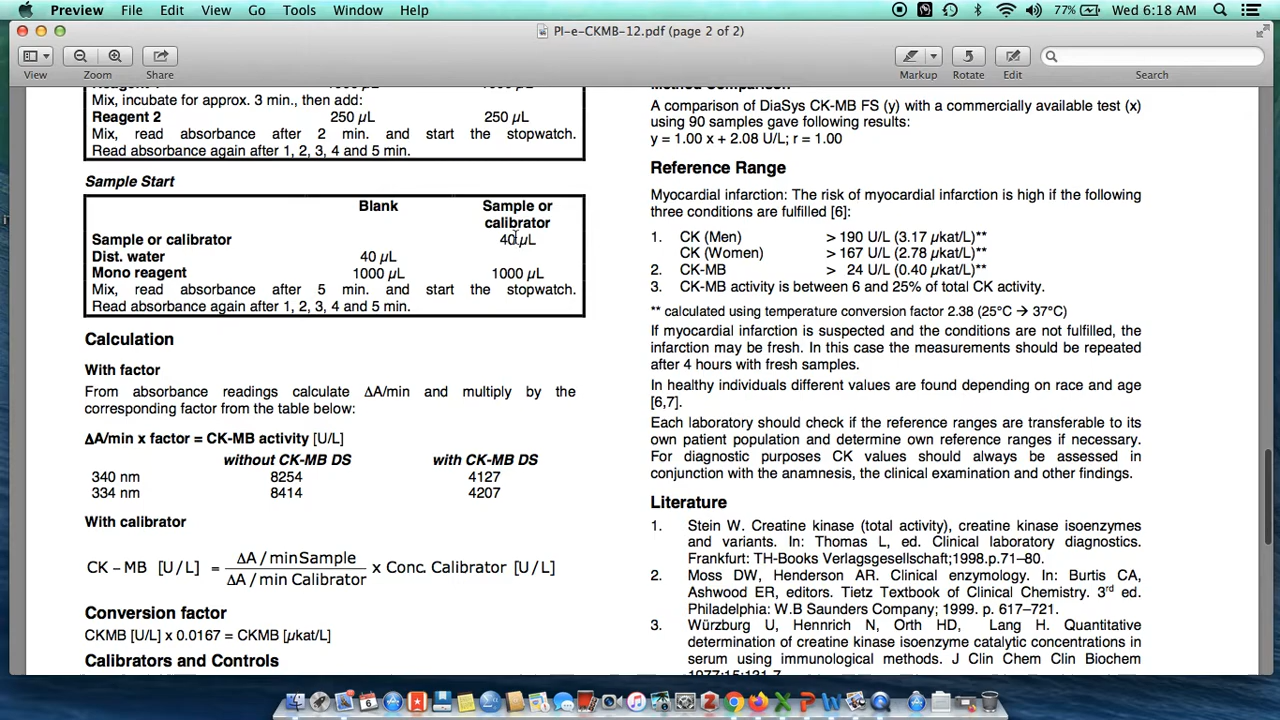 Preview File Edit View Go Tools Window Help
77% Wed 6:18 AM
PI-e-CKMB-12.pdf (page 2 of 2)
View Zoom Share Markup Rotate Edit Search
Search
Reagent 1 1000 µL 1000 µL
Mix, incubate for approx. 3 min., then add:
Reagent 2 250 µL 250 µL
Mix, read absorbance after 2 min. and start the stopwatch.
Read absorbance again after 1, 2, 3, 4 and 5 min.
Sample Start
Blank Sample or
calibrator
Sample or calibrator 40 µL
Dist. water 40 µL
Mono reagent 1000 µL 1000 µL
Mix, read absorbance after 5 min. and start the stopwatch.
Read absorbance again after 1, 2, 3, 4 and 5 min.
Calculation
With factor
From absorbance readings calculate ΔA/min and multiply by the
corresponding factor from the table below:
ΔA/min x factor = CK-MB activity [U/L]
without CK-MB DS with CK-MB DS
340 nm 8254 4127
334 nm 8414 4207
With calibrator
CK – MB [U / L] = ΔA / min Sample / ΔA / min Calibrator x Conc. Calibrator [U / L]
Conversion factor
CKMB [U/L] x 0.0167 = CKMB [µkat/L]
Calibrators and Controls
Method Comparison
A comparison of DiaSys CK-MB FS (y) with a commercially available test (x)
using 90 samples gave following results:
y = 1.00 x + 2.08 U/L; r = 1.00
Reference Range
Myocardial infarction: The risk of myocardial infarction is high if the following
three conditions are fulfilled [6]:
1. CK (Men) > 190 U/L (3.17 µkat/L)**
CK (Women) > 167 U/L (2.78 µkat/L)**
2. CK-MB > 24 U/L (0.40 µkat/L)**
3. CK-MB activity is between 6 and 25% of total CK activity.
** calculated using temperature conversion factor 2.38 (25°C → 37°C)
If myocardial infarction is suspected and the conditions are not fulfilled, the
infarction may be fresh. In this case the measurements should be repeated
after 4 hours with fresh samples.
In healthy individuals different values are found depending on race and age
[6,7].
Each laboratory should check if the reference ranges are transferable to its
own patient population and determine own reference ranges if necessary.
For diagnostic purposes CK values should always be assessed in
conjunction with the anamnesis, the clinical examination and other findings.
Literature
1. Stein W. Creatine kinase (total activity), creatine kinase isoenzymes
and variants. In: Thomas L, ed. Clinical laboratory diagnostics.
Frankfurt: TH-Books Verlagsgesellschaft;1998.p.71–80.
2. Moss DW, Henderson AR. Clinical enzymology. In: Burtis CA,
Ashwood ER, editors. Tietz Textbook of Clinical Chemistry. 3rd ed.
Philadelphia: W.B Saunders Company; 1999. p. 617–721.
3. Würzburg U, Hennrich N, Orth HD, Lang H. Quantitative
determination of creatine kinase isoenzyme catalytic concentrations in
serum using immunological methods. J Clin Chem Clin Biochem
1977;15:131-7.